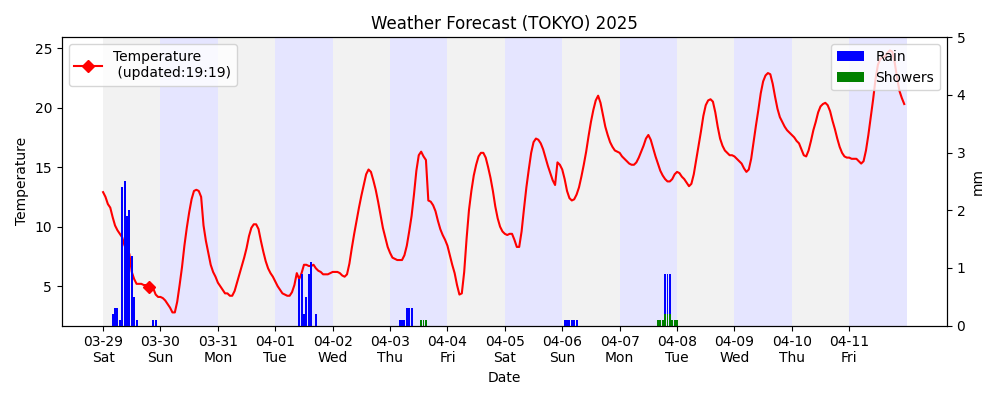 Weather Forecast (TOKYO) 2025
Temperature
(updated:19:19)
Rain
Showers
25
20
15
10
5
Temperature
5
4
3
2
1
0
mm
03-29 03-30 03-31 04-01 04-02 04-03 04-04 04-05 04-06 04-07 04-08 04-09 04-10 04-11
Sat Sun Mon Tue Wed Thu Fri Sat Sun Mon Tue Wed Thu Fri
Date